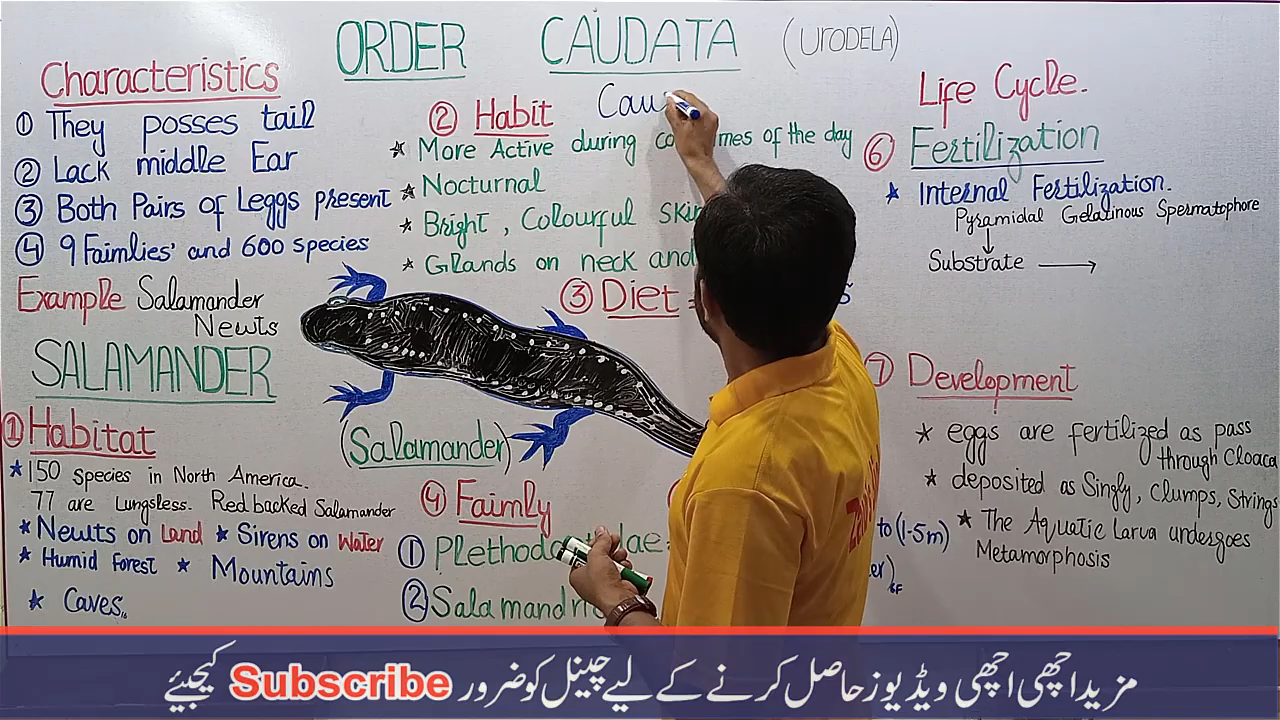 ORDER CAUDATA (URODELA)
Characteristics
① They posses tail
② Lack middle Ear
③ Both Pairs of Leggs present
④ 9 Faimlies' and 600 species
Example Salamander
Newts
SALAMANDER
① Habitat
* 150 species in North America.
77 are Lungsless. Red backed Salamander
* Newts on Land * Sirens on Water
* Humid Forest * Mountains
* Caves
Cau
② Habit
* More Active during of the day
* Nocturnal
* Bright, Colourful skin
* Glands on neck and
③ Diet
(Salamander)
④ Faimly
①
②
to (1-5m)
Life Cycle.
⑥ Fertilization
* Internal Fertilization.
Pyramidal Gelatinous Spermatophore
↓
Substrate →
⑦ Development
* eggs are fertilized as pass
through Cloaca
* deposited as Singly, Clumps, Strings
* The Aquatic Larva undergoes
Metamorphosis
مزید اچھی اچھی ویڈیوز حاصل کرنے کے لیے چینل کو ضرور Subscribe کیجیئے